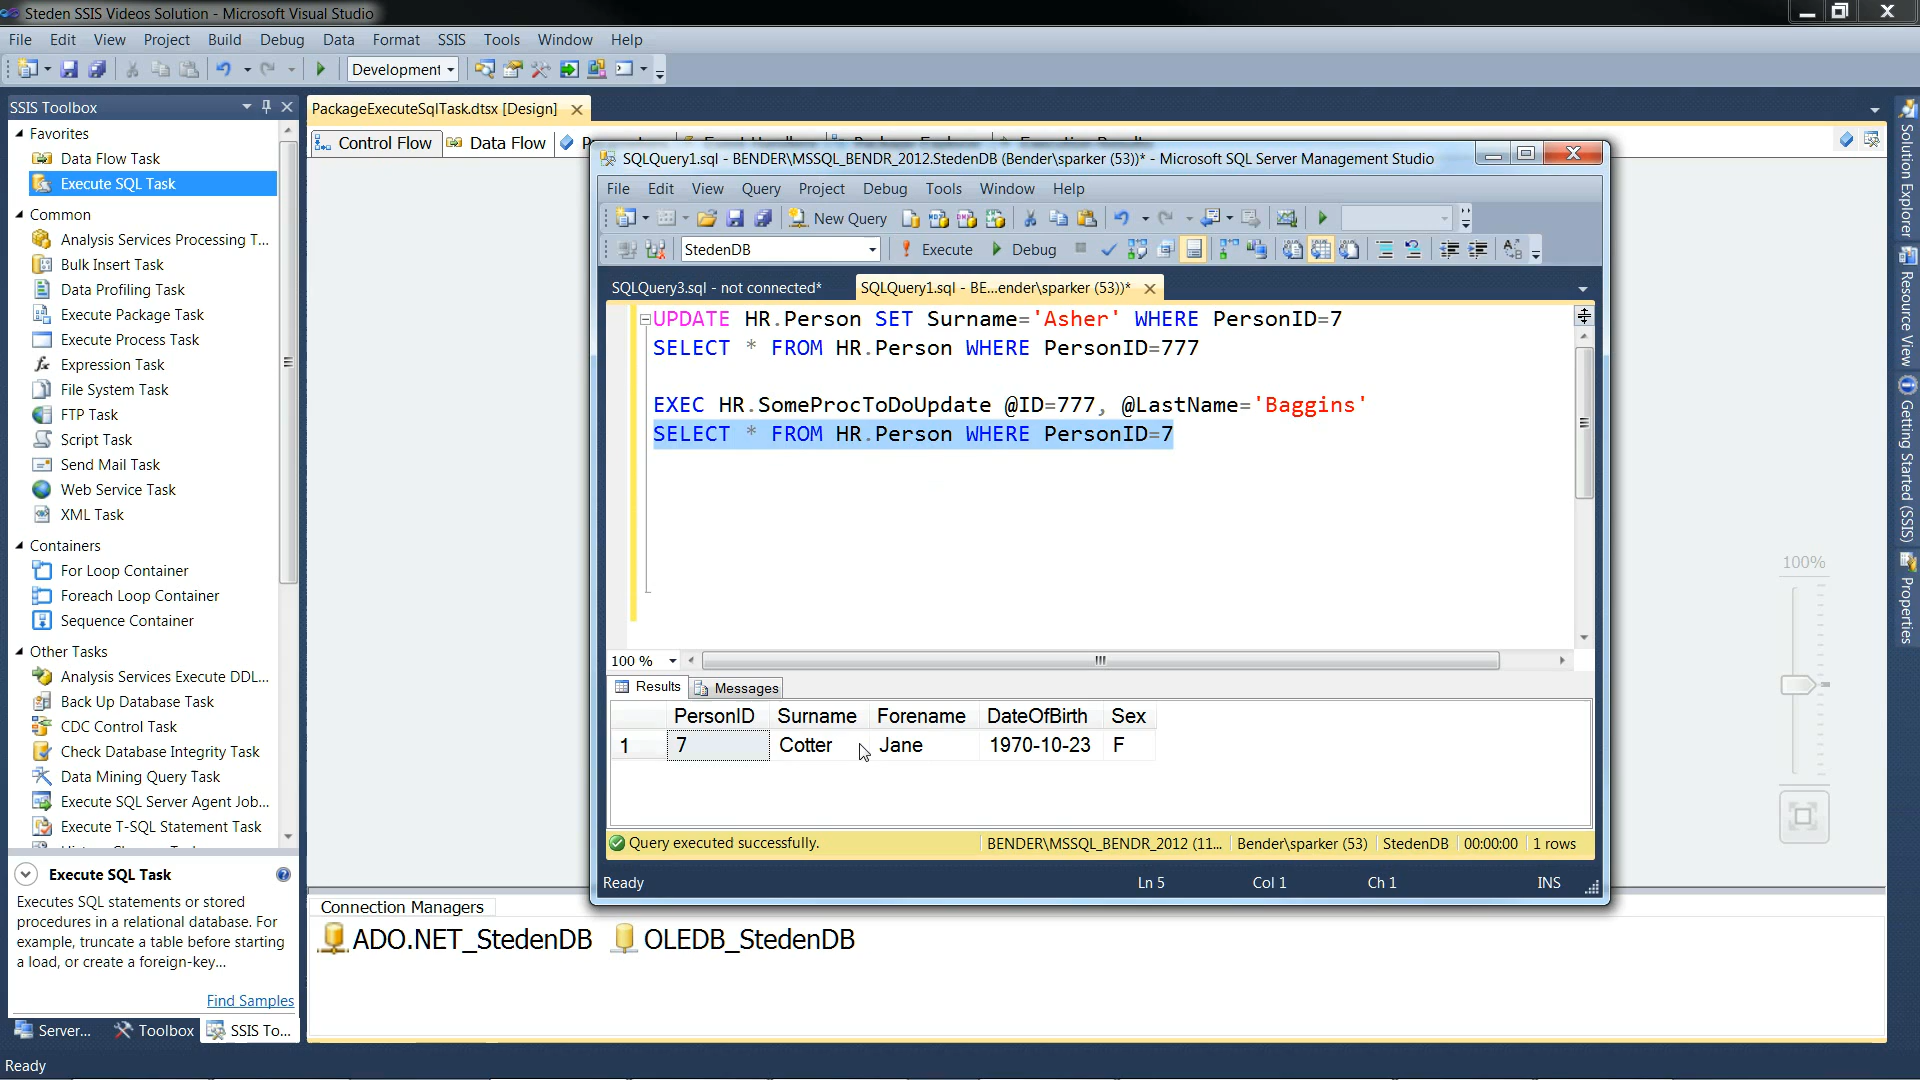 Steden SSIS Videos Solution - Microsoft Visual Studio
File Edit View Project Build Debug Data Format SSIS Tools Window Help
Development
SSIS Toolbox
Favorites
Data Flow Task
Execute SQL Task
Common
Analysis Services Processing T...
Bulk Insert Task
Data Profiling Task
Execute Package Task
Execute Process Task
Expression Task
File System Task
FTP Task
Script Task
Send Mail Task
Web Service Task
XML Task
Containers
For Loop Container
Foreach Loop Container
Sequence Container
Other Tasks
Analysis Services Execute DDL...
Back Up Database Task
CDC Control Task
Check Database Integrity Task
Data Mining Query Task
Execute SQL Server Agent Job...
Execute T-SQL Statement Task
Execute SQL Task
Executes SQL statements or stored
procedures in a relational database. For
example, truncate a table before starting
a load, or create a foreign-key...
Find Samples
Server... Toolbox SSIS To...
Ready
PackageExecuteSqlTask.dtsx [Design]
Control Flow Data Flow
SQLQuery1.sql - BENDER\MSSQL_BENDR_2012.StedenDB (Bender\sparker (53))* - Microsoft SQL Server Management Studio
File Edit View Query Project Debug Tools Window Help
New Query
StedenDB Execute Debug
SQLQuery3.sql - not connected* SQLQuery1.sql - BE...ender\sparker (53))*
UPDATE HR.Person SET Surname='Asher' WHERE PersonID=7
SELECT * FROM HR.Person WHERE PersonID=777
EXEC HR.SomeProcToDoUpdate @ID=777, @LastName='Baggins'
SELECT * FROM HR.Person WHERE PersonID=7
100 %
Results Messages
PersonID Surname Forename DateOfBirth Sex
1 7 Cotter Jane 1970-10-23 F
Query executed successfully. BENDER\MSSQL_BENDR_2012 (11... Bender\sparker (53) StedenDB 00:00:00 1 rows
Ready Ln 5 Col 1 Ch 1 INS
Connection Managers
ADO.NET_StedenDB OLEDB_StedenDB
100%
Solution Explorer
Resource View
Getting Started (SSIS)
Properties